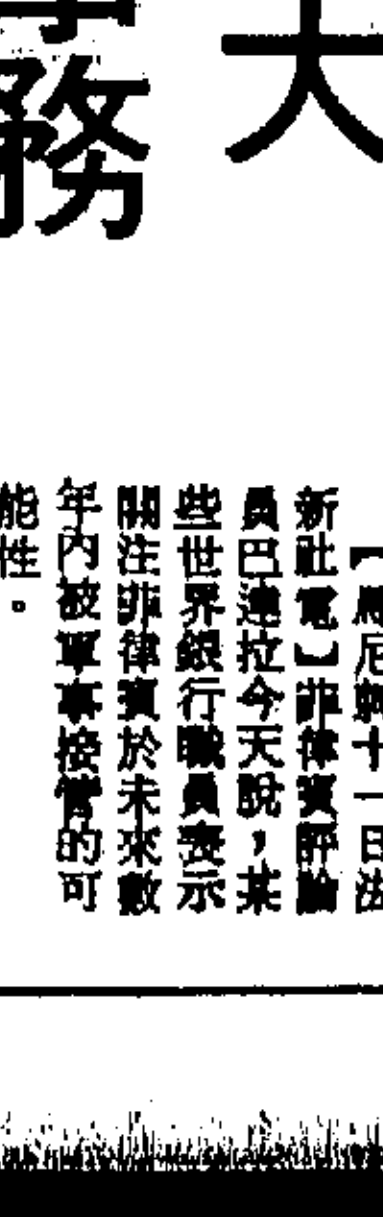 大
務
【馬尼剌十一日法
新社電】菲律賓評論
員巴達拉今天說，某
些世界銀行職員表示
關注菲律賓於未來數
年內被軍事接管的可
能性。